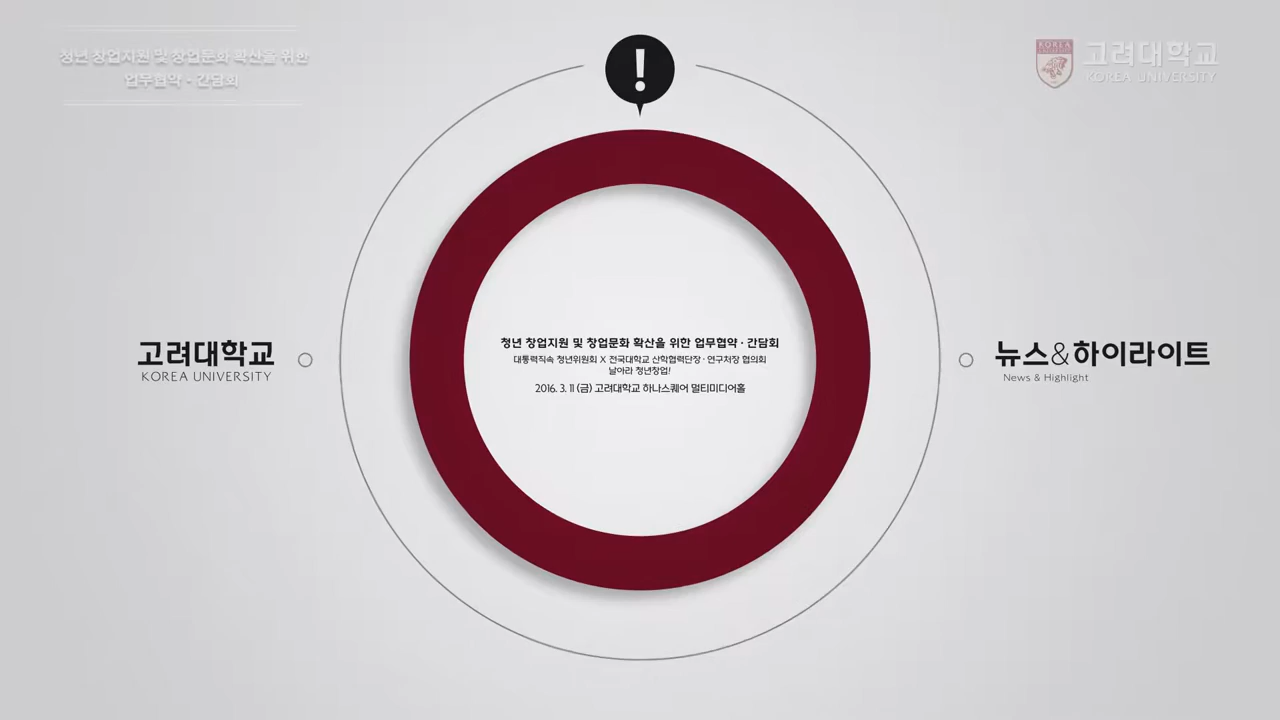 청년 창업지원 및 창업문화 확산을 위한
업무협약 · 간담회
KOREA
고려대학교
KOREA UNIVERSITY
!
고려대학교
KOREA UNIVERSITY
청년 창업지원 및 창업문화 확산을 위한 업무협약 · 간담회
대통령직속 청년위원회 X 전국대학교 산학협력단장 · 연구처장 협의회
날아라 청년창업!
2016. 3. 11 (금) 고려대학교 하나스퀘어 멀티미디어홀
뉴스&하이라이트
News & Highlight